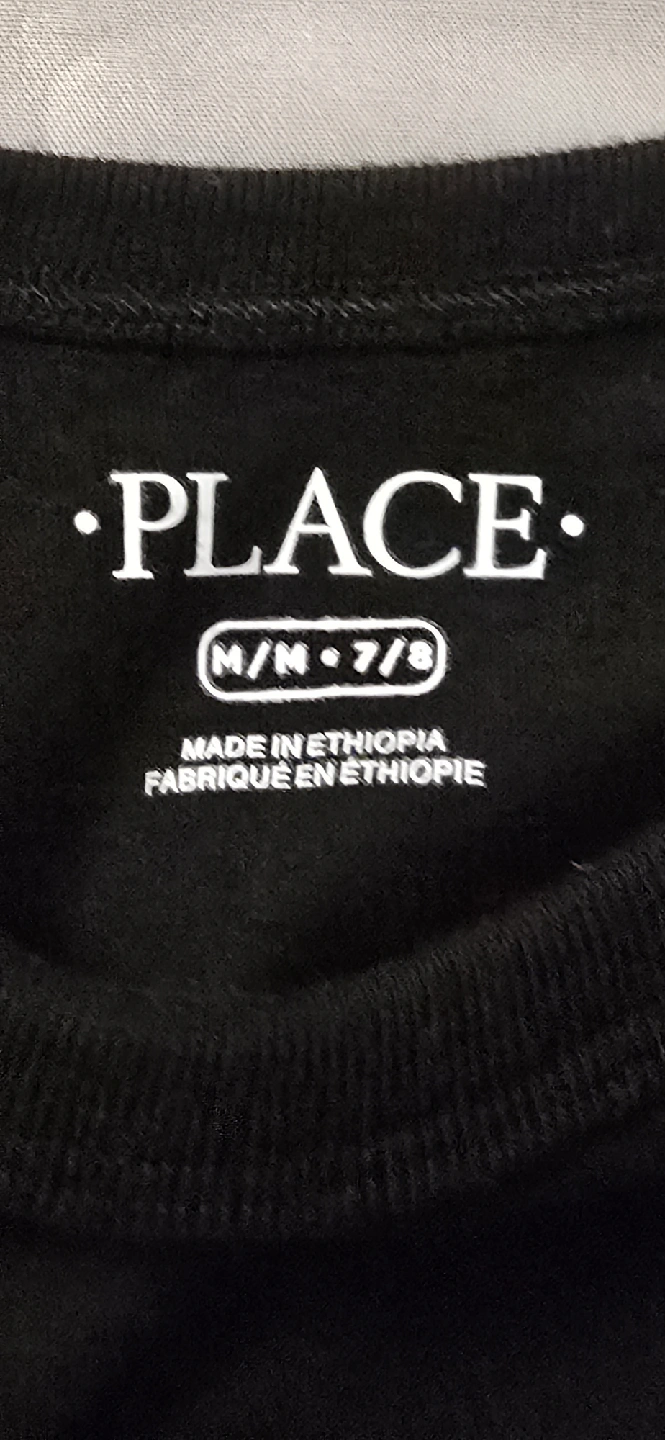 ·PLACE·
M/M • 7/8
MADE IN ETHIOPIA
FABRIQUÉ EN ÉTHIOPIE